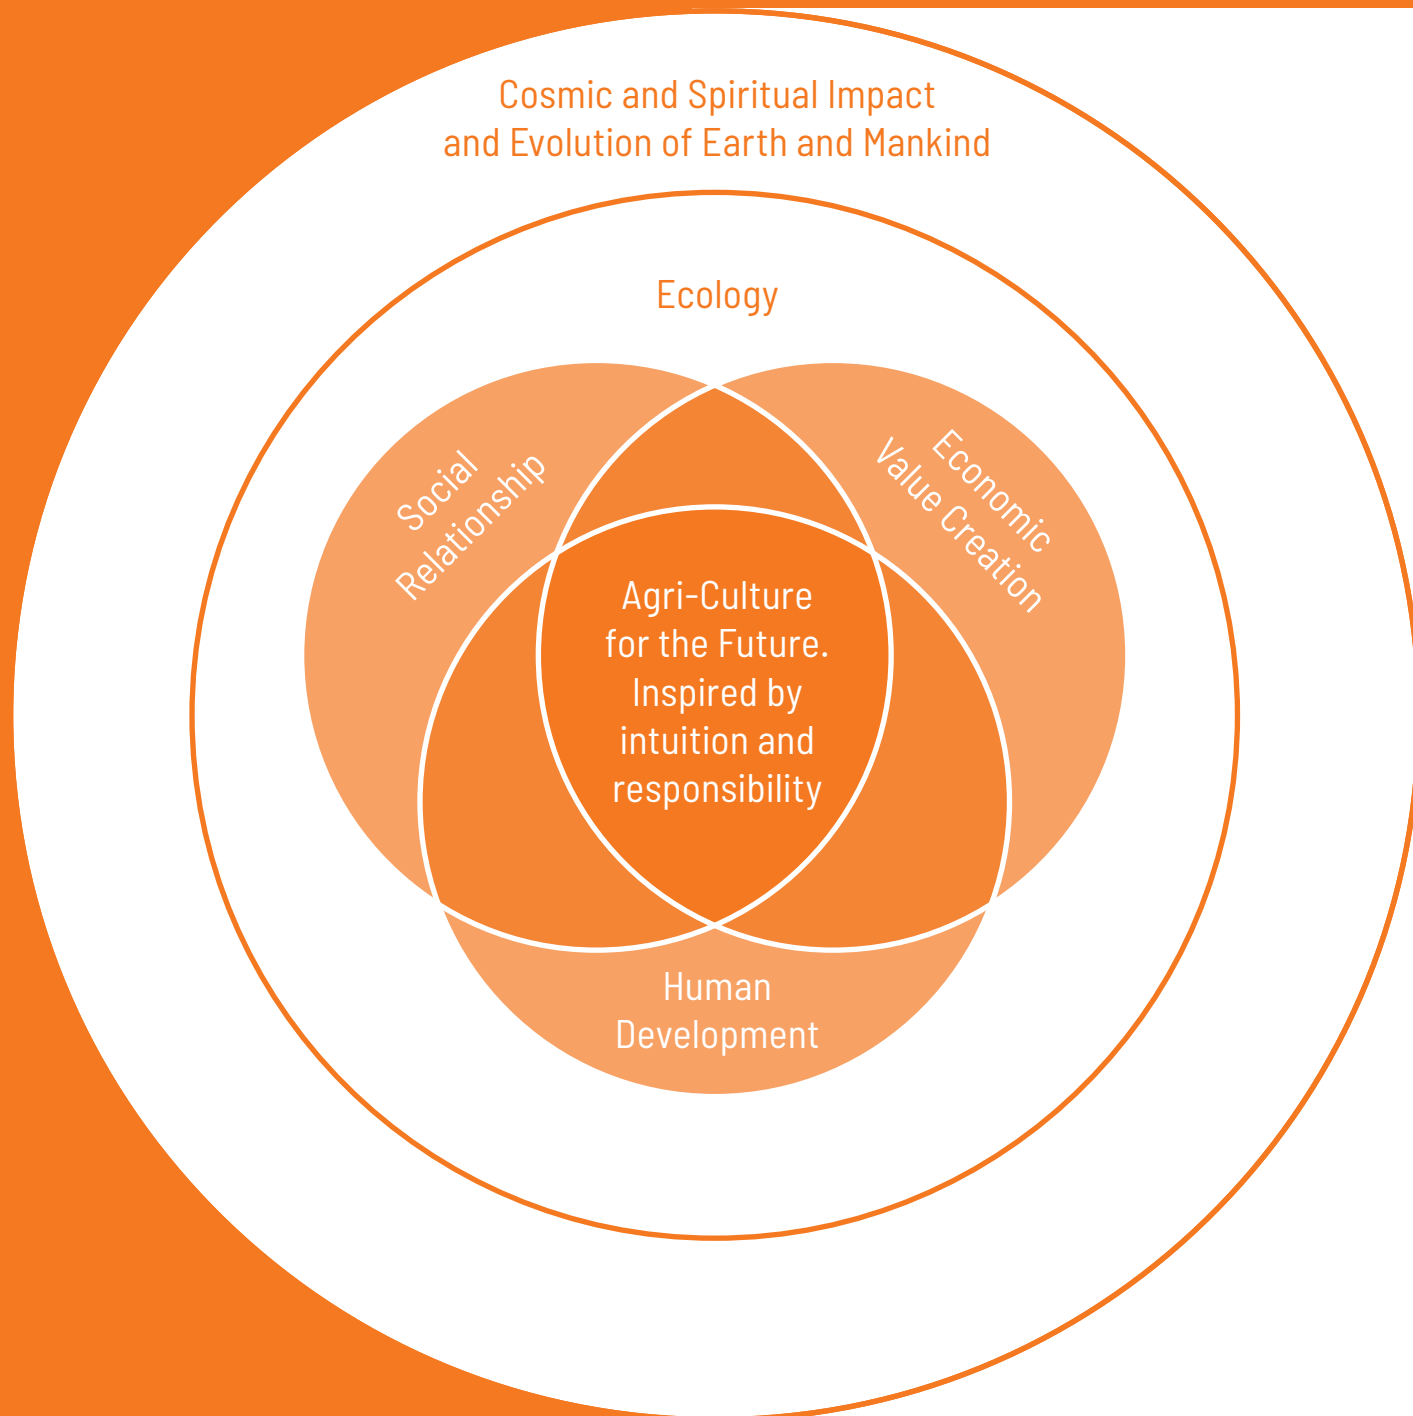 Cosmic and Spiritual Impact
and Evolution of Earth and Mankind
Ecology
Social
Relationship
Economic
Value Creation
Agri-Culture
for the Future.
Inspired by
intuition and
responsibility
Human
Development